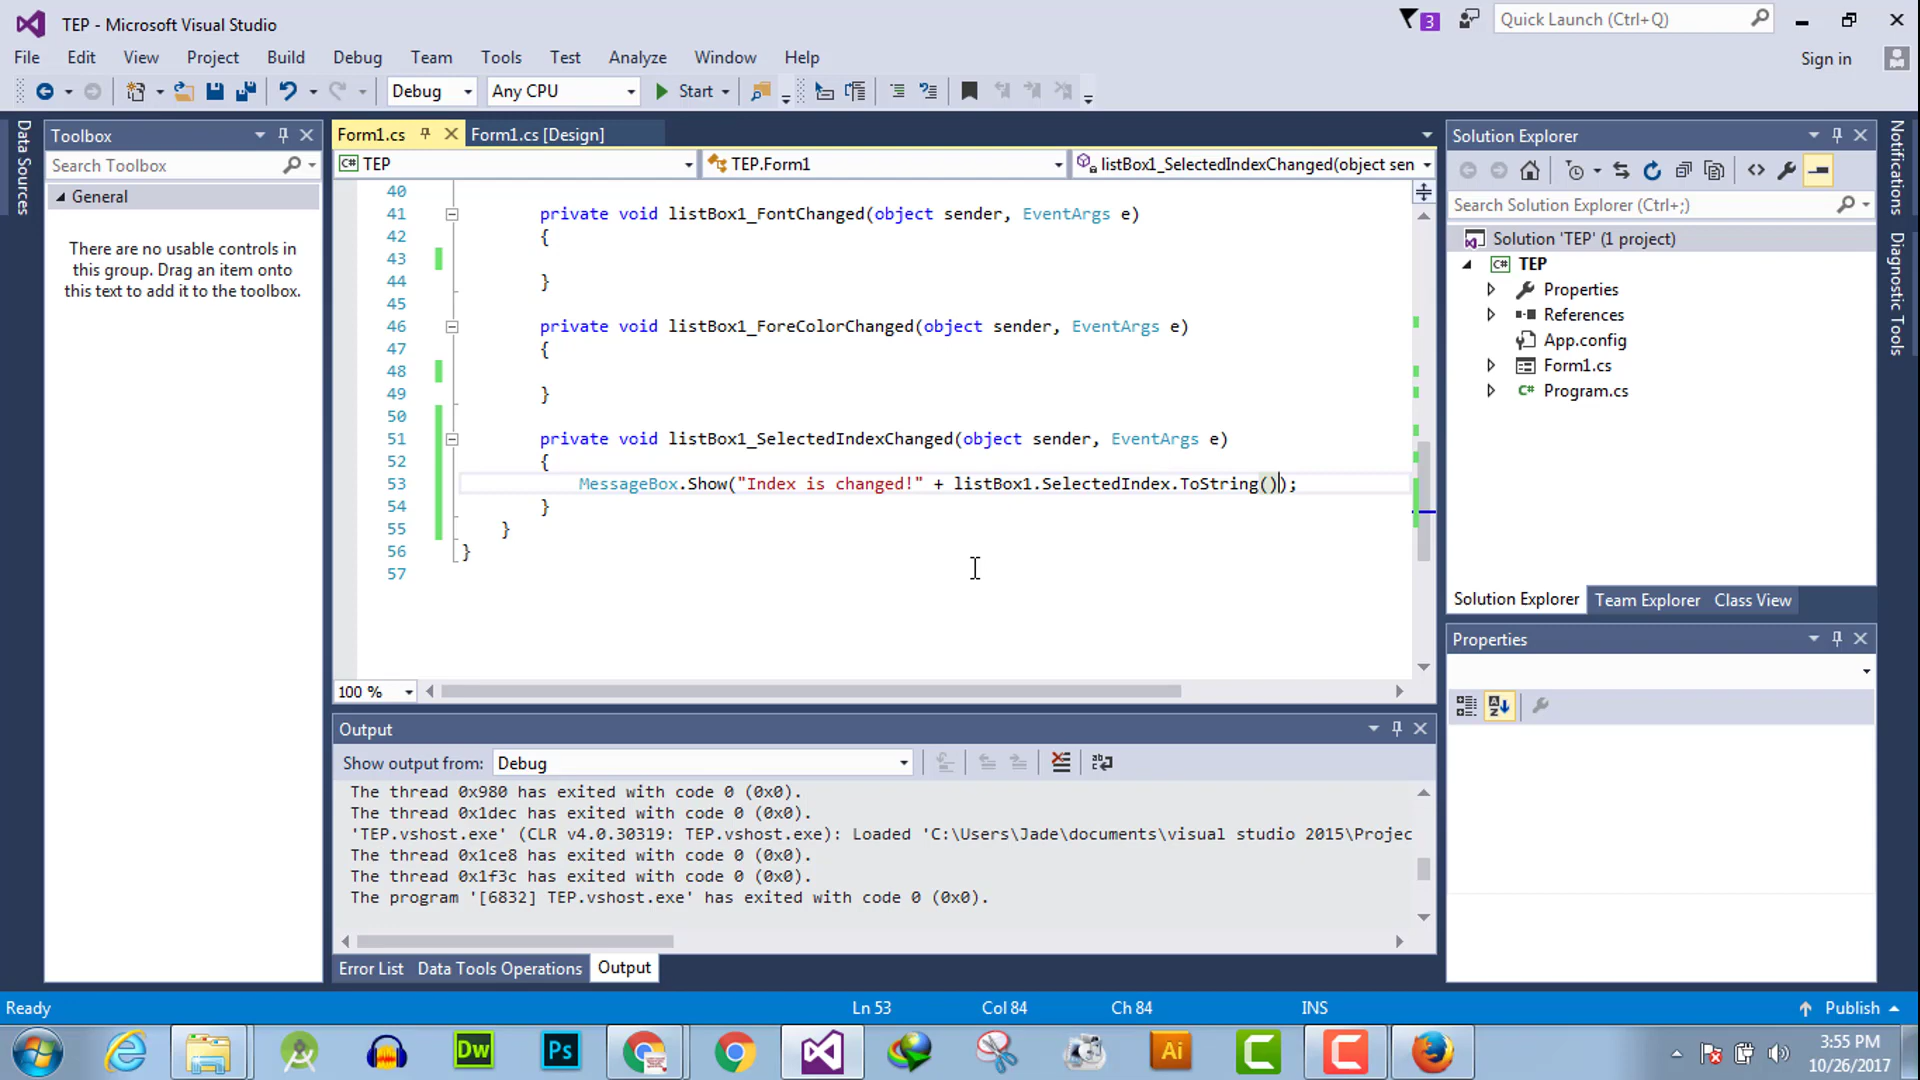 TEP - Microsoft Visual Studio
3
Quick Launch (Ctrl+Q)
File Edit View Project Build Debug Team Tools Test Analyze Window Help
Sign in
Debug Any CPU Start
Data Sources
Toolbox
Search Toolbox
General
There are no usable controls in
this group. Drag an item onto
this text to add it to the toolbox.
Form1.cs Form1.cs [Design]
C# TEP TEP.Form1 listBox1_SelectedIndexChanged(object sen
40
41 private void listBox1_FontChanged(object sender, EventArgs e)
42 {
43
44 }
45
46 private void listBox1_ForeColorChanged(object sender, EventArgs e)
47 {
48
49 }
50
51 private void listBox1_SelectedIndexChanged(object sender, EventArgs e)
52 {
53 MessageBox.Show("Index is changed!" + listBox1.SelectedIndex.ToString());
54 }
55 }
56 }
57
100 %
Output
Show output from: Debug
The thread 0x980 has exited with code 0 (0x0).
The thread 0x1dec has exited with code 0 (0x0).
'TEP.vshost.exe' (CLR v4.0.30319: TEP.vshost.exe): Loaded 'C:\Users\Jade\documents\visual studio 2015\Projec
The thread 0x1ce8 has exited with code 0 (0x0).
The thread 0x1f3c has exited with code 0 (0x0).
The program '[6832] TEP.vshost.exe' has exited with code 0 (0x0).
Error List Data Tools Operations Output
Solution Explorer
Search Solution Explorer (Ctrl+;)
Solution 'TEP' (1 project)
C# TEP
Properties
References
App.config
Form1.cs
C# Program.cs
Solution Explorer Team Explorer Class View
Properties
Notifications
Diagnostic Tools
Ready Ln 53 Col 84 Ch 84 INS Publish
Dw Ps Ai
3:55 PM
10/26/2017